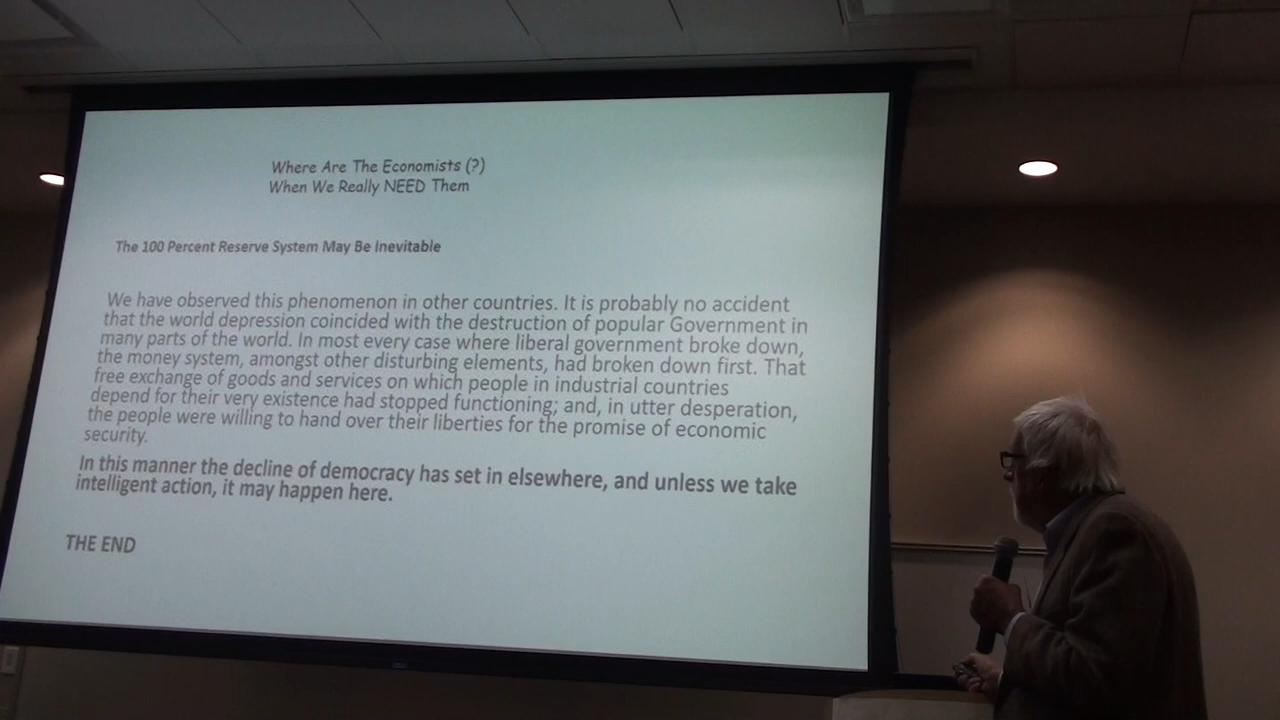 Where Are The Economists (?)
When We Really NEED Them
The 100 Percent Reserve System May Be Inevitable
We have observed this phenomenon in other countries. It is probably no accident
that the world depression coincided with the destruction of popular Government in
many parts of the world. In most every case where liberal government broke down,
the money system, amongst other disturbing elements, had broken down first. That
free exchange of goods and services on which people in industrial countries
depend for their very existence had stopped functioning; and, in utter desperation,
the people were willing to hand over their liberties for the promise of economic
security.
In this manner the decline of democracy has set in elsewhere, and unless we take
intelligent action, it may happen here.
THE END